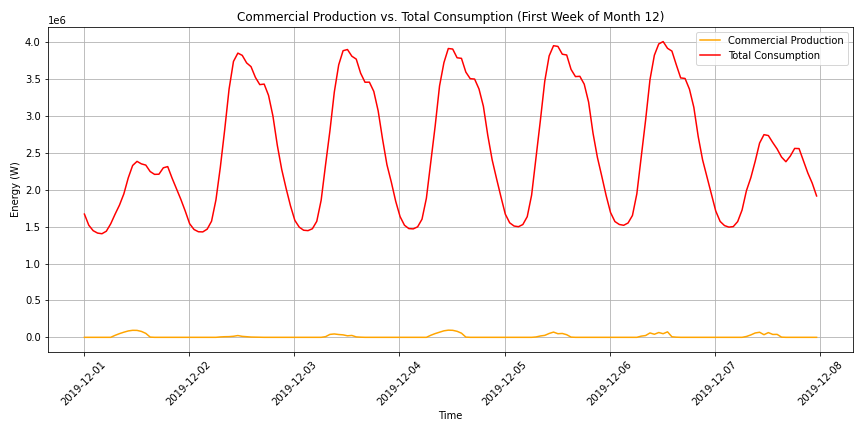 Commercial Production vs. Total Consumption (First Week of Month 12)
1e6
Commercial Production
Total Consumption
4.0
3.5
3.0
2.5
2.0
1.5
1.0
0.5
0.0
Energy (W)
2019-12-01
2019-12-02
2019-12-03
2019-12-04
2019-12-05
2019-12-06
2019-12-07
2019-12-08
Time